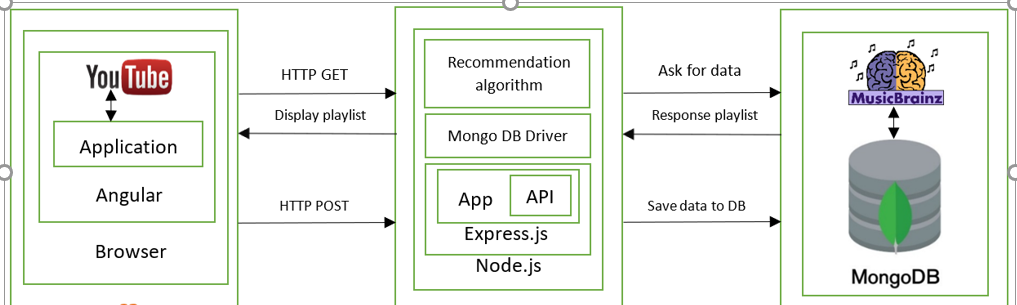 YouTube
Application
Angular
Browser
HTTP GET
Display playlist
HTTP POST
Recommendation
algorithm
Mongo DB Driver
App
API
Express.js
Node.js
Ask for data
Response playlist
Save data to DB
MusicBrainz
MongoDB